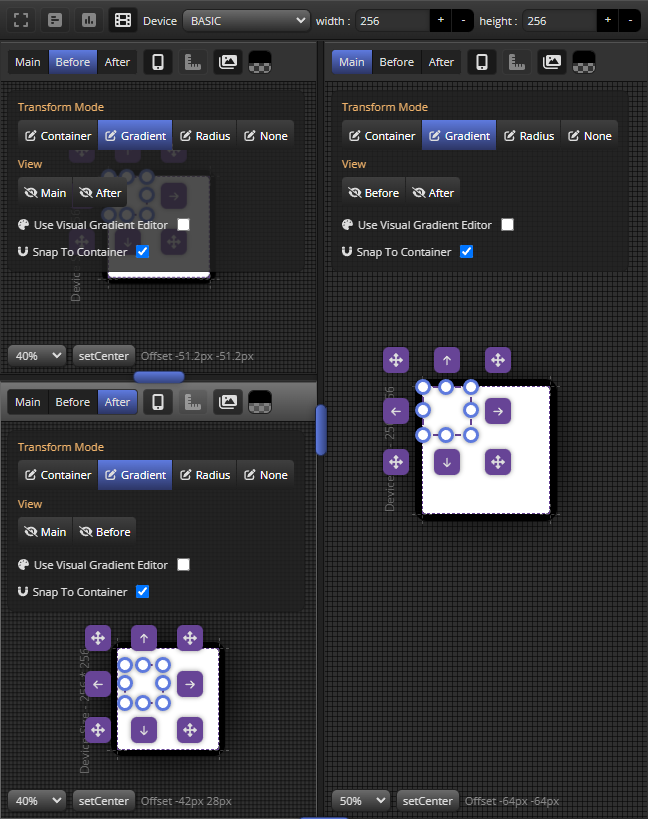 Device BASIC width : 256 + - height : 256 + -
Main Before After
Transform Mode
Container Gradient Radius None
View
Main After
Use Visual Gradient Editor
Snap To Container
40% setCenter Offset -51.2px -51.2px
Main Before After
Transform Mode
Container Gradient Radius None
View
Main Before
Use Visual Gradient Editor
Snap To Container
Device Size - 256 * 256
40% setCenter Offset -42px 28px
Main Before After
Transform Mode
Container Gradient Radius None
View
Before After
Use Visual Gradient Editor
Snap To Container
50% setCenter Offset -64px -64px